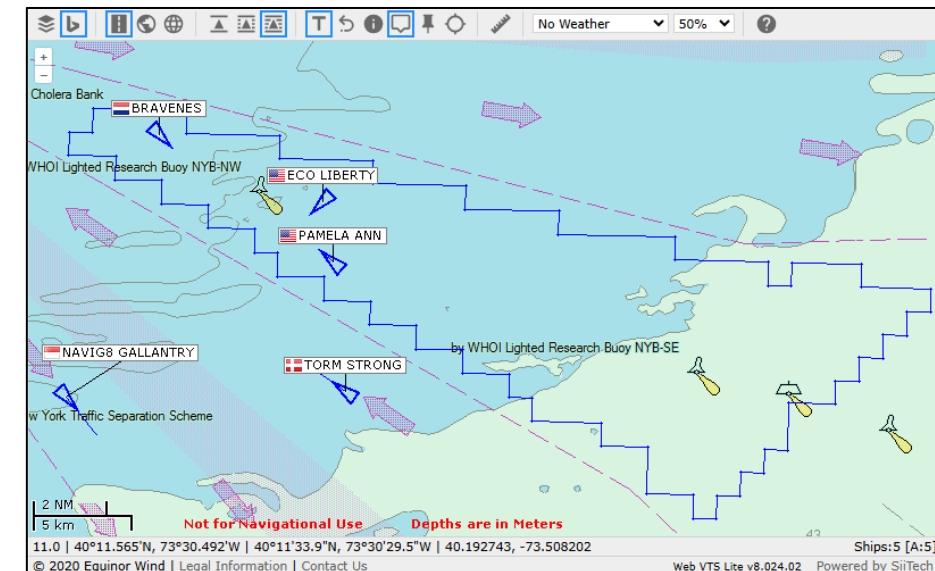 T
No Weather
50%
+
−
Cholera Bank
BRAVENES
WHOI Lighted Research Buoy NYB-NW
ECO LIBERTY
PAMELA ANN
by WHOI Lighted Research Buoy NYB-SE
NAVIG8 GALLANTRY
TORM STRONG
w York Traffic Separation Scheme
2 NM
5 km
Not for Navigational Use
Depths are in Meters
43
11.0 | 40°11.565'N, 73°30.492'W | 40°11'33.9"N, 73°30'29.5"W | 40.192743, -73.508202
Ships:5 [A:5]
© 2020 Equinor Wind | Legal Information | Contact Us
Web VTS Lite v8.024.02 Powered by SiiTech